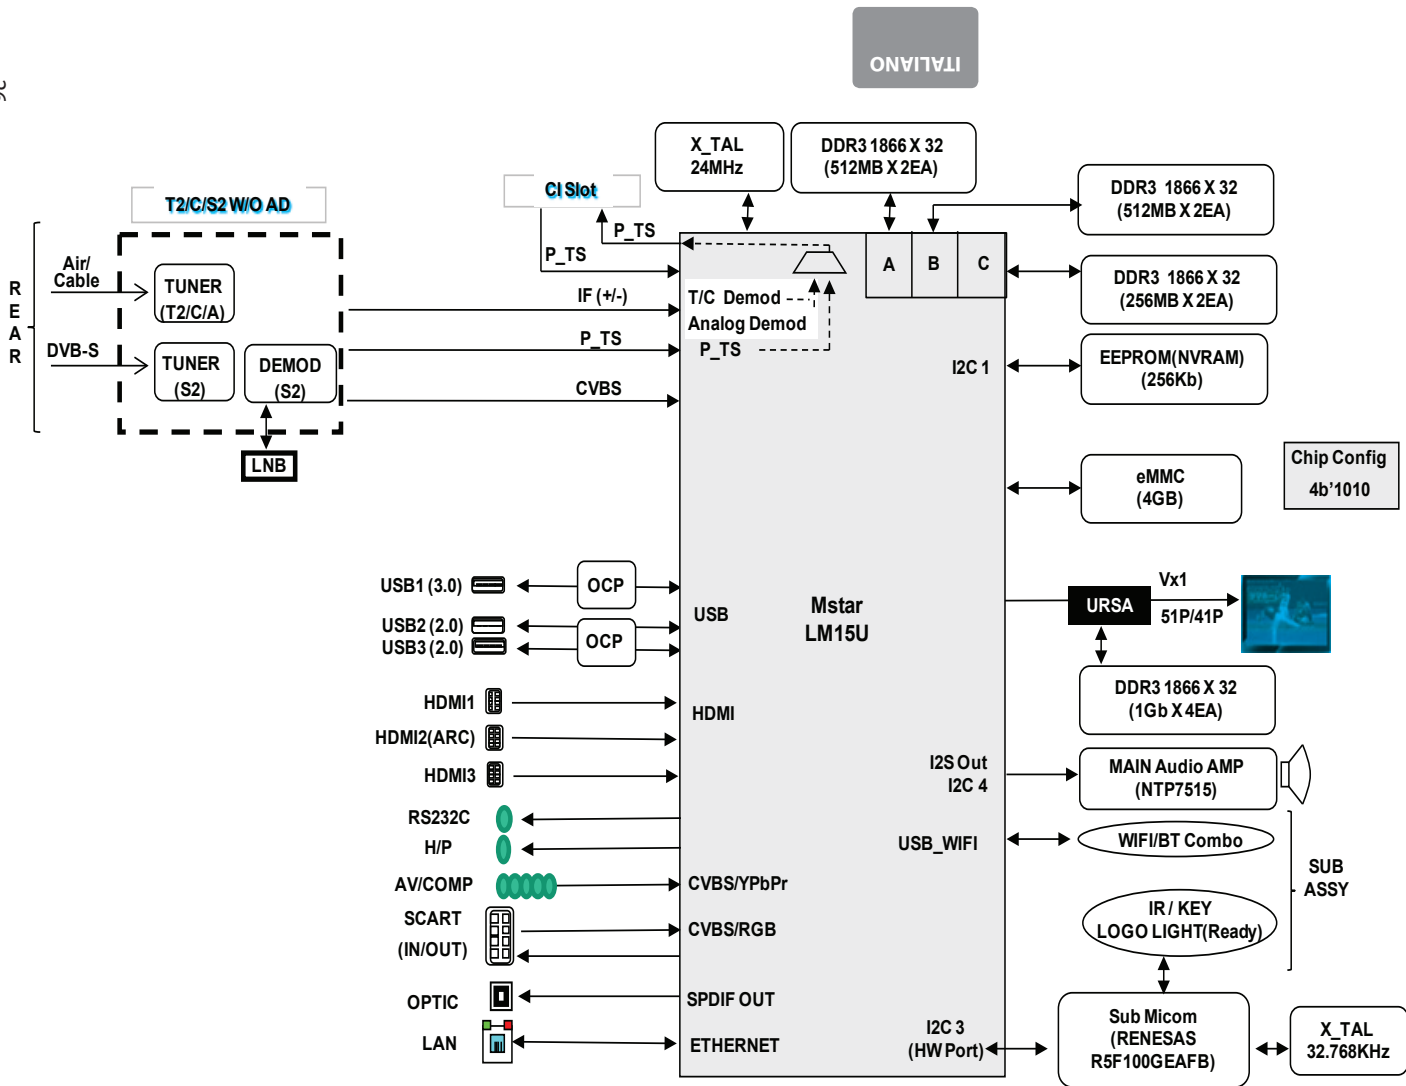 ITALIANO
26
X_TAL
24MHz
DDR3 1866 X 32
(512MB X 2EA)
CI Slot
P_TS
P_TS
T2/C/S2 W/O AD
R
E
A
R
Air/
Cable
DVB-S
TUNER
(T2/C/A)
TUNER
(S2)
DEMOD
(S2)
LNB
IF (+/-)
P_TS
CVBS
T/C Demod
Analog Demod
P_TS
A
B
C
DDR3 1866 X 32
(512MB X 2EA)
DDR3 1866 X 32
(256MB X 2EA)
I2C 1
EEPROM(NVRAM)
(256Kb)
eMMC
(4GB)
Chip Config
4b'1010
Mstar
LM15U
URSA
Vx1
51P/41P
DDR3 1866 X 32
(1Gb X 4EA)
I2S Out
I2C 4
MAIN Audio AMP
(NTP7515)
USB_WIFI
WIFI/BT Combo
IR / KEY
LOGO LIGHT(Ready)
SUB
ASSY
I2C 3
(HW Port)
Sub Micom
(RENESAS
R5F100GEAFB)
X_TAL
32.768KHz
USB1 (3.0)
OCP
USB2 (2.0)
USB3 (2.0)
OCP
USB
HDMI1
HDMI2(ARC)
HDMI3
HDMI
RS232C
H/P
AV/COMP
CVBS/YPbPr
SCART
(IN/OUT)
CVBS/RGB
OPTIC
SPDIF OUT
LAN
ETHERNET